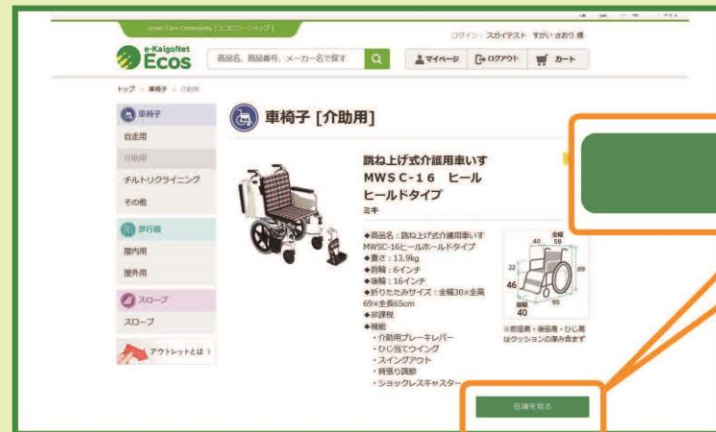 Green Care Community [ エコロツーショップ ]
ログイン：スガイテスト すがい さおり 様
e-KaigoNet
Ecos
商品名、商品番号、メーカー名で探す
マイページ
ログアウト
カート
トップ > 車椅子 > 介助用
車椅子
自走用
介助用
チルトリクライニング
その他
歩行器
屋内用
屋外用
スロープ
スロープ
アウトレットとは
車椅子 [介助用]
跳ね上げ式介護用車いす
MWSC-16 ヒール
ヒールドタイプ
ミキ
◆商品名：跳ね上げ式介護用車いす
MWSC-16ヒールホールドタイプ
◆重さ：13.9kg
◆前輪：6インチ
◆後輪：16インチ
◆折りたたみサイズ：全幅30×全高
69×全長65cm
◆非課税
◆機能
・介助用ブレーキレバー
・ひじ当てウイング
・スイングアウト
・背張り調節
・ショックレスキャスター
全幅
40 56
22
89
46
95
座幅
40
※前座高・後座高・ひじ高
はクッションの厚み含まず
在庫を見る